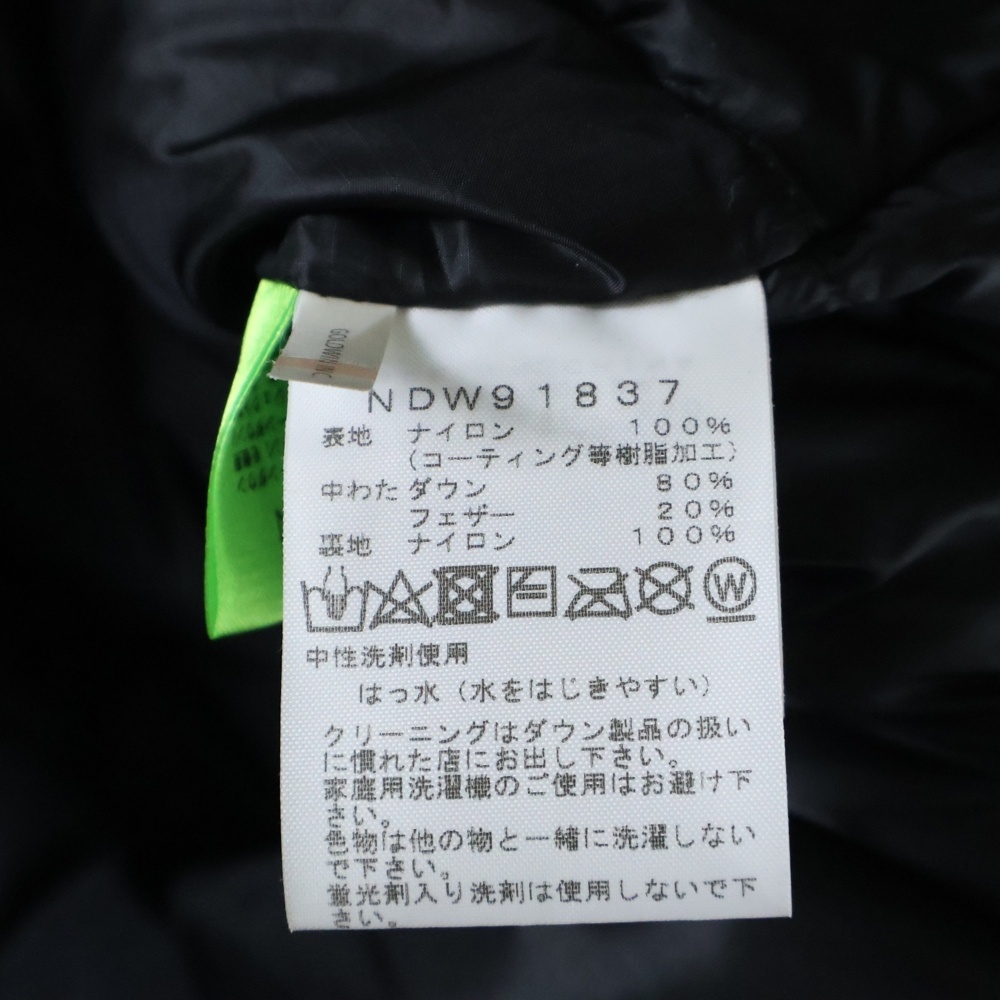 GOLDWIN INC
NDW91837
表地 ナイロン 100%
(コーティング等樹脂加工)
中わた ダウン 80%
フェザー 20%
裏地 ナイロン 100%
W
中性洗剤使用
はっ水(水をはじきやすい)
クリーニングはダウン製品の扱い
に慣れた店にお出し下さい。
家庭用洗濯機のご使用はお避け下
さい。
色物は他の物と一緒に洗濯しない
で下さい。
蛍光剤入り洗剤は使用しないで下
さい。